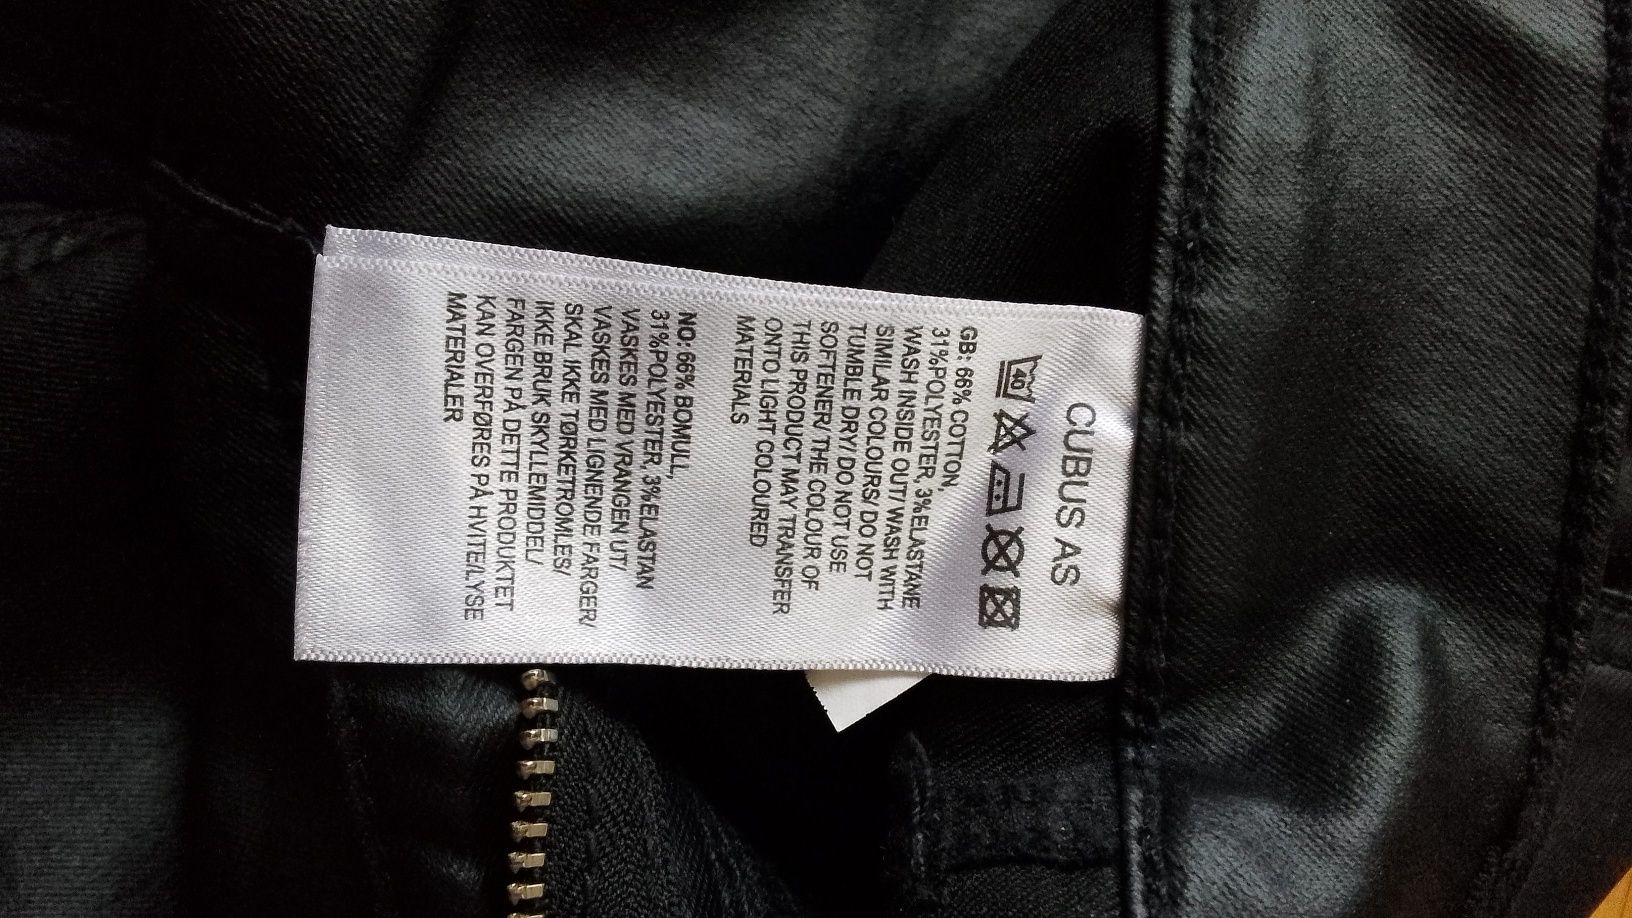 CUBUS AS
40
GB: 66% COTTON,
31%POLYESTER, 3%ELASTANE
WASH INSIDE OUT/ WASH WITH
SIMILAR COLOURS/ DO NOT
TUMBLE DRY/ DO NOT USE
SOFTENER/ THE COLOUR OF
THIS PRODUCT MAY TRANSFER
ONTO LIGHT COLOURED
MATERIALS
NO: 66% BOMULL,
31%POLYESTER, 3%ELASTAN
VASKES MED VRANGEN UT/
VASKES MED LIGNENDE FARGER/
SKAL IKKE TØRKETROMLES/
IKKE BRUK SKYLLEMIDDEL/
FARGEN PÅ DETTE PRODUKTET
KAN OVERFØRES PÅ HVITE/LYSE
MATERIALER